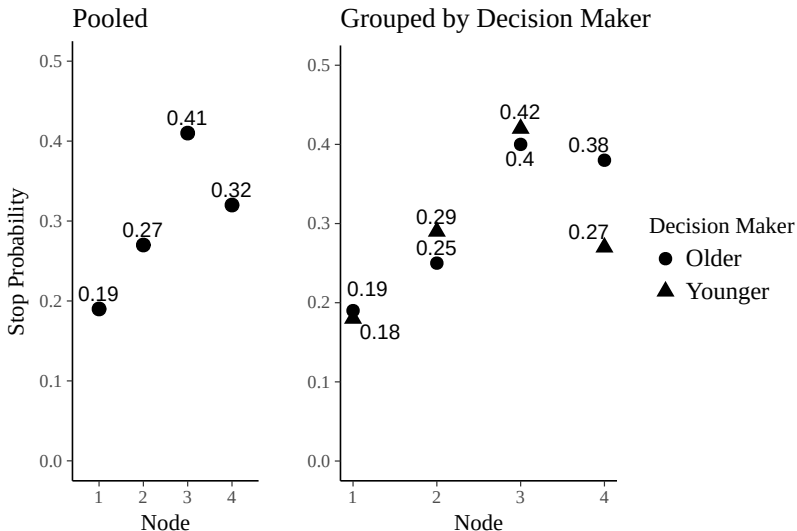 Pooled
Grouped by Decision Maker
Stop Probability
0.5
0.4
0.3
0.2
0.1
0.0
0.19
0.27
0.41
0.32
1 2 3 4
Node
0.5
0.4
0.3
0.2
0.1
0.0
0.19
0.18
0.29
0.25
0.42
0.4
0.38
0.27
1 2 3 4
Node
Decision Maker
Older
Younger